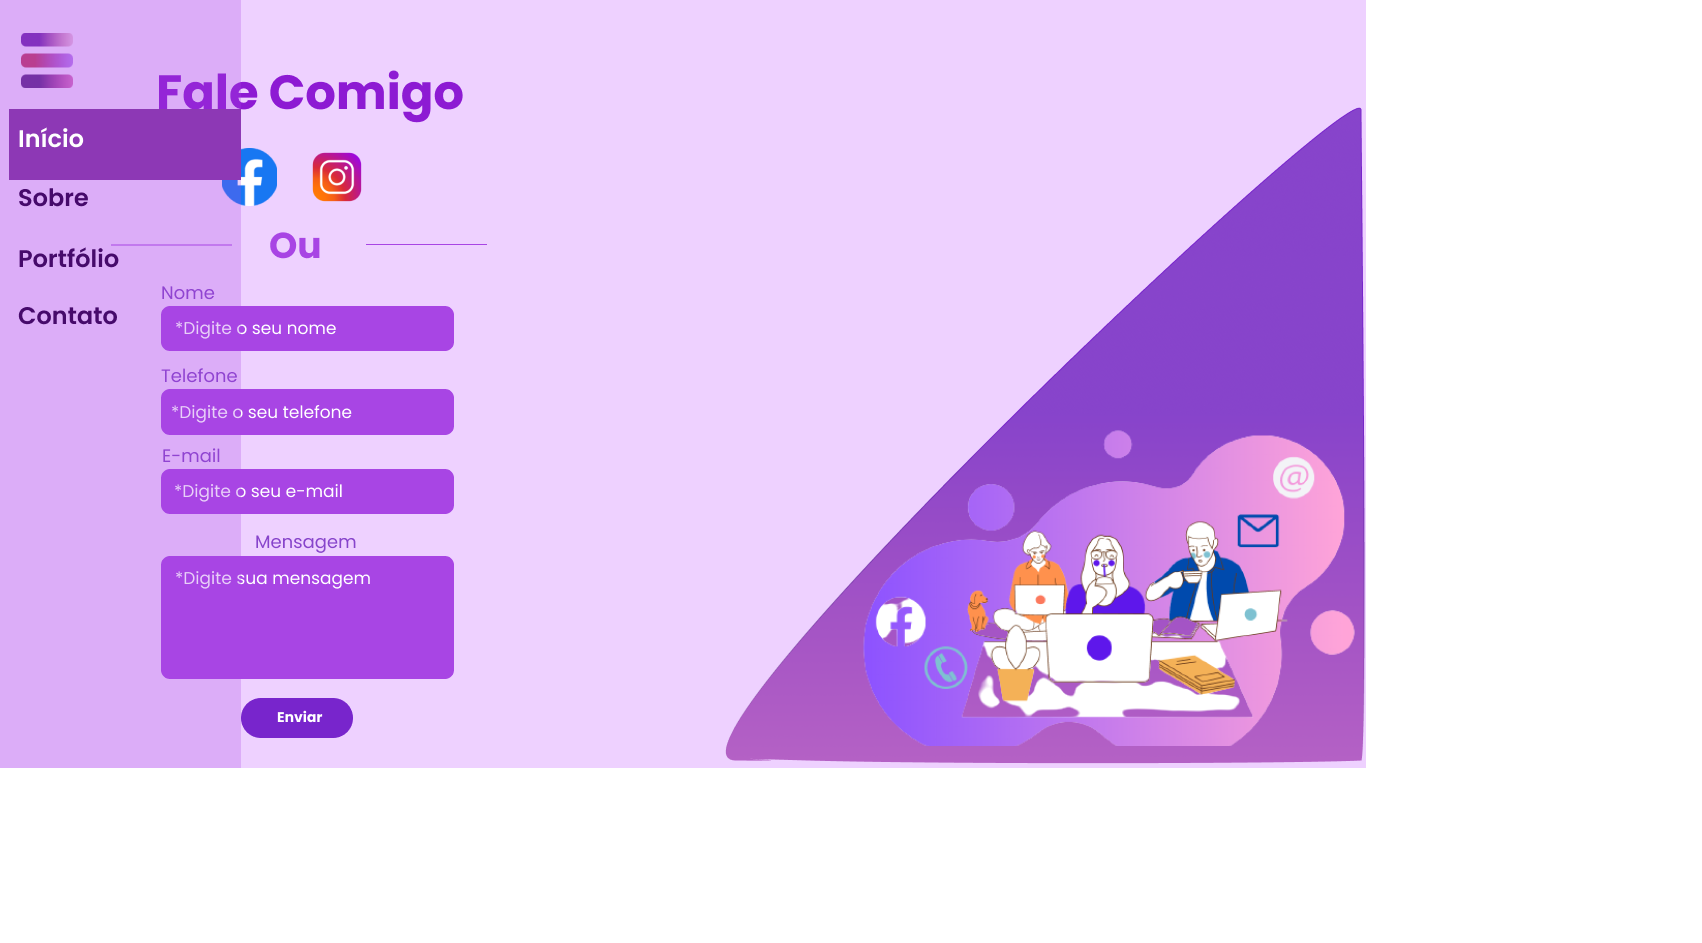 Fale Comigo
Início
Sobre
Portfólio
Contato
Ou
Nome
*Digite o seu nome
Telefone
*Digite o seu telefone
E-mail
*Digite o seu e-mail
Mensagem
*Digite sua mensagem
Enviar
@